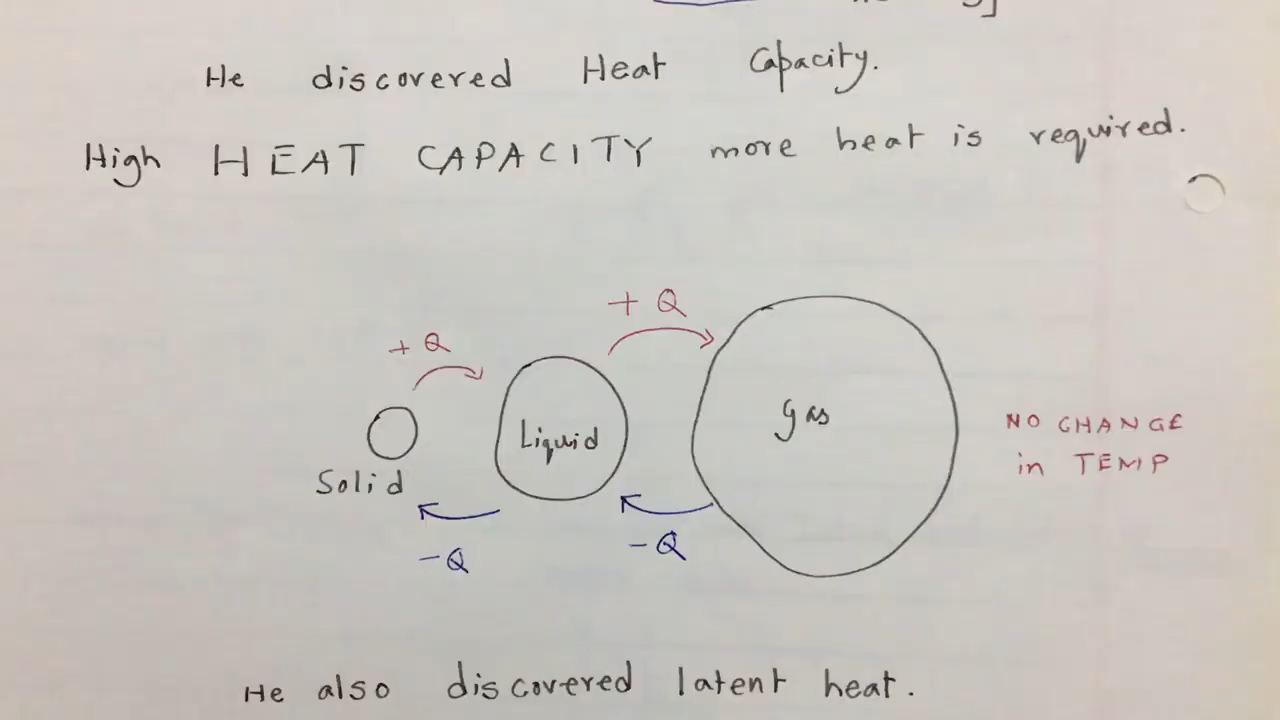 He discovered Heat Capacity.
High HEAT CAPACITY more heat is required.
+ Q
+ Q
Solid
Liquid
gas
NO CHANGE
in TEMP
- Q
- Q
He also discovered latent heat.